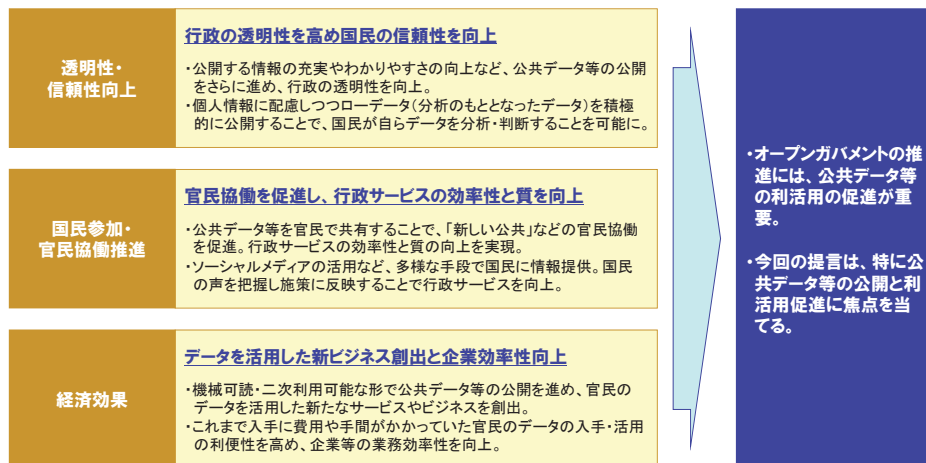 透明性・
信頼性向上
行政の透明性を高め国民の信頼性を向上
・公開する情報の充実やわかりやすさの向上など、公共データ等の公開
をさらに進め、行政の透明性を向上。
・個人情報に配慮しつつローデータ(分析のもととなったデータ)を積極
的に公開することで、国民が自らデータを分析・判断することを可能に。
国民参加・
官民協働推進
官民協働を促進し、行政サービスの効率性と質を向上
・公共データ等を官民で共有することで、「新しい公共」などの官民協働
を促進。行政サービスの効率性と質の向上を実現。
・ソーシャルメディアの活用など、多様な手段で国民に情報提供。国民
の声を把握し施策に反映することで行政サービスを向上。
経済効果
データを活用した新ビジネス創出と企業効率性向上
・機械可読・二次利用可能な形で公共データ等の公開を進め、官民の
データを活用した新たなサービスやビジネスを創出。
・これまで入手に費用や手間がかかっていた官民のデータの入手・活用
の利便性を高め、企業等の業務効率性を向上。
・オープンガバメントの推
進には、公共データ等
の利活用の促進が重
要。
・今回の提言は、特に公
共データ等の公開と利
活用促進に焦点を当
てる。